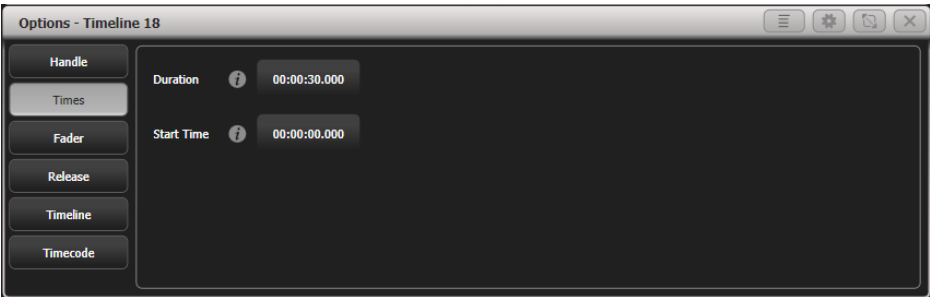 Options - Timeline 18
Handle
Times
Fader
Release
Timeline
Timecode
Duration i 00:00:30.000
Start Time i 00:00:00.000